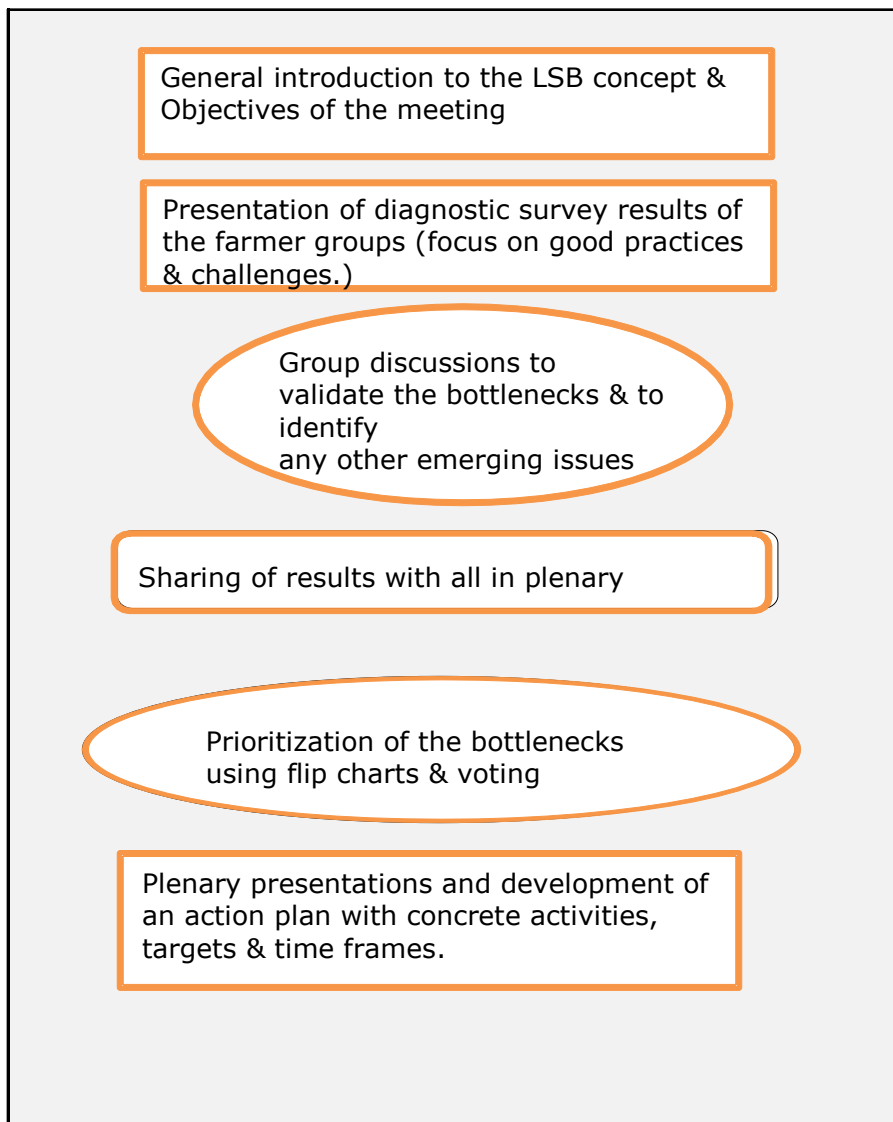 General introduction to the LSB concept &
Objectives of the meeting
Presentation of diagnostic survey results of
the farmer groups (focus on good practices
& challenges.)
Group discussions to
validate the bottlenecks & to
identify
any other emerging issues
Sharing of results with all in plenary
Prioritization of the bottlenecks
using flip charts & voting
Plenary presentations and development of
an action plan with concrete activities,
targets & time frames.